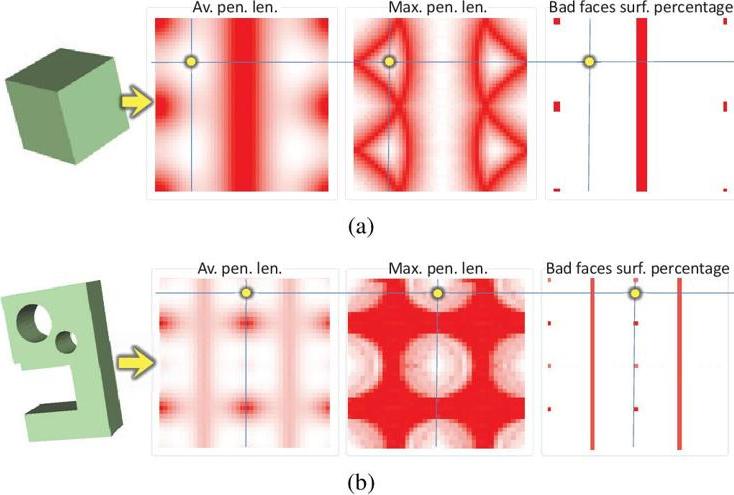 Av. pen. len. Max. pen. len. Bad faces surf. percentage
(a)
Av. pen. len. Max. pen. len. Bad faces surf. percentage
(b)